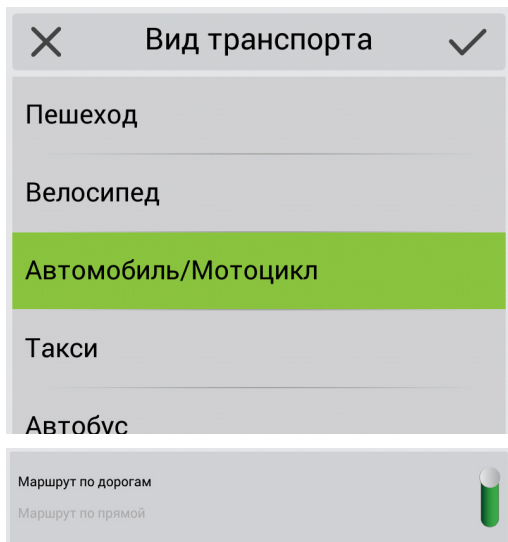 Вид транспорта
Пешеход
Велосипед
Автомобиль/Мотоцикл
Такси
Автобус
Маршрут по дорогам
Маршрут по прямой